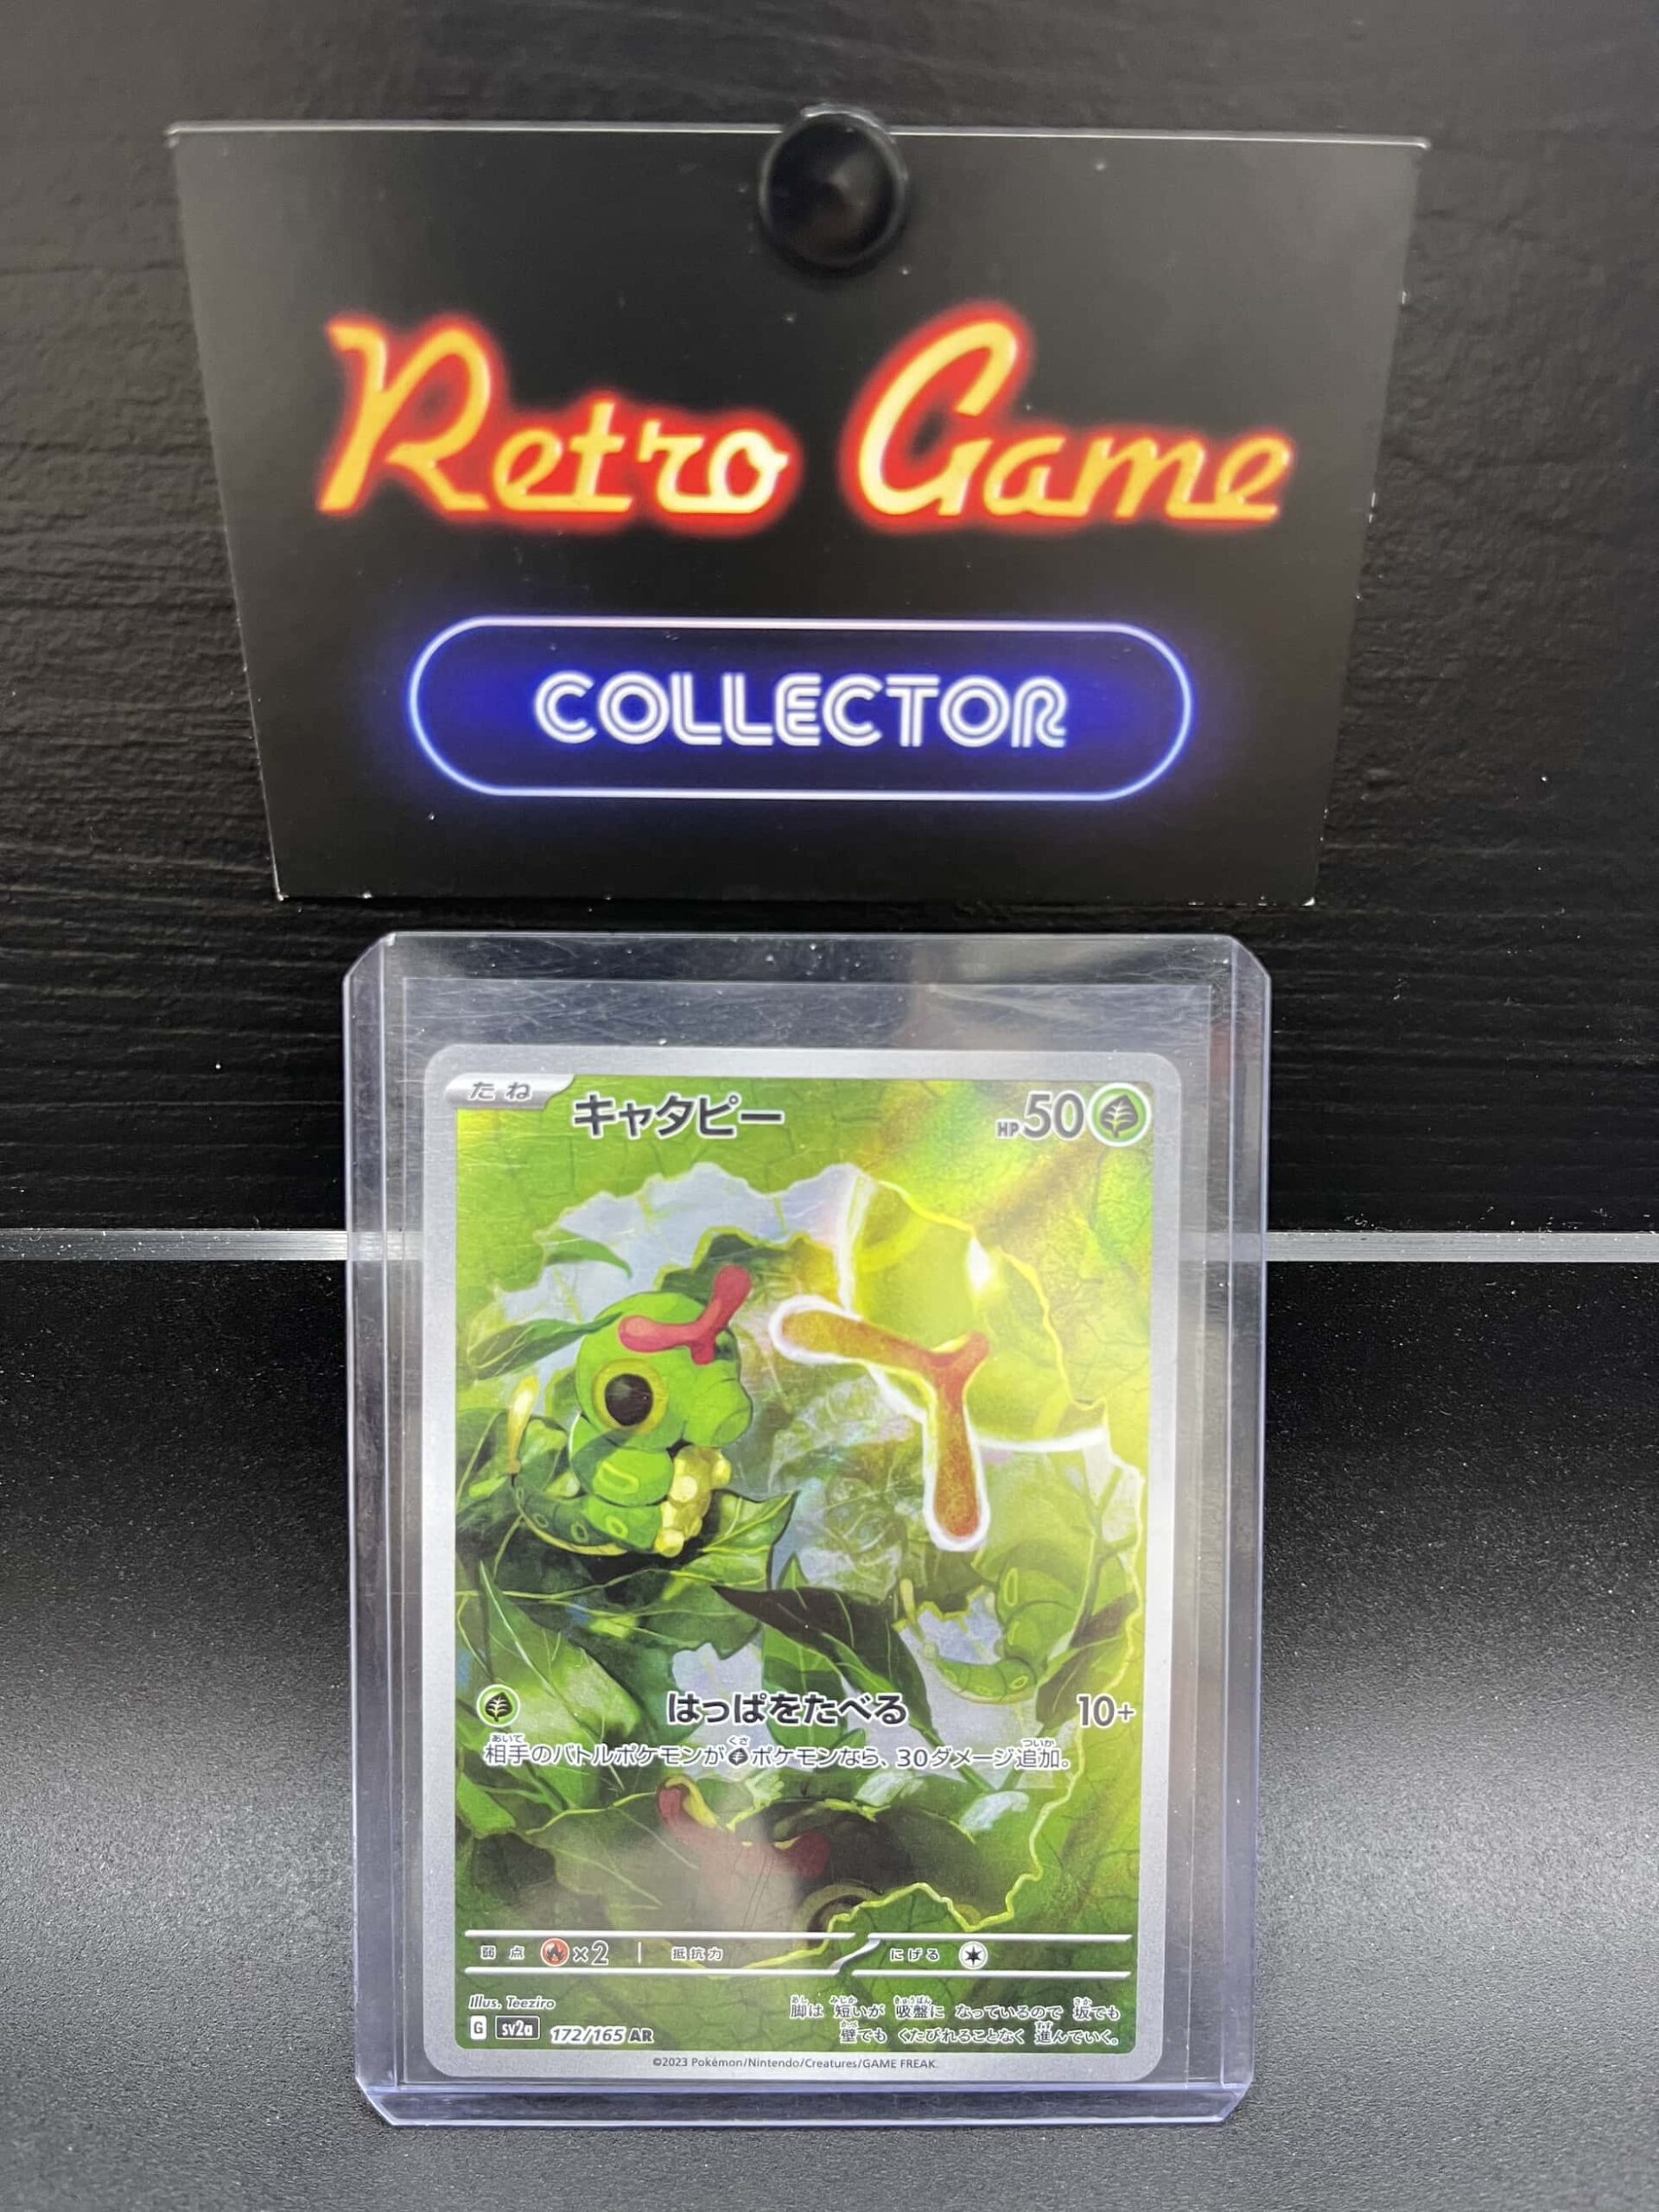 Retro Game
COLLECTOR
たね キャタピー HP50
はっぱをたべる 10+
相手のバトルポケモンがポケモンなら、30ダメージ追加。
弱点 ×2 抵抗力 にげる
Illus. Teeziro
脚は 短いが 吸盤に なっているので 坂でも
壁でも くたびれることなく 進んでいく。
G sv2a 172/165 AR
©2023 Pokémon/Nintendo/Creatures/GAME FREAK.